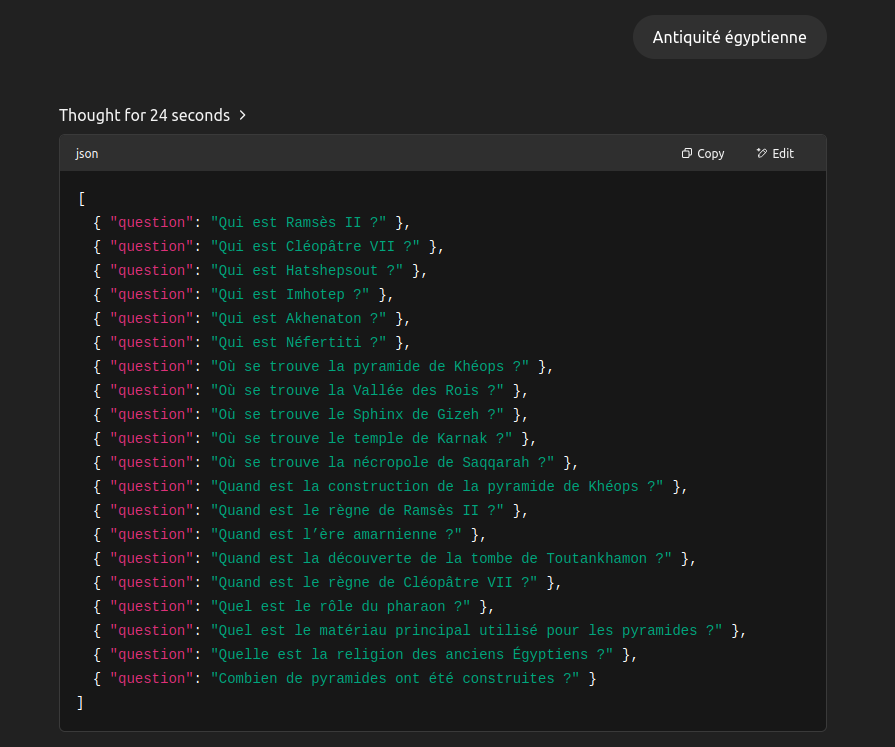 Antiquité égyptienne
Thought for 24 seconds >
json
Copy
Edit
[
{ "question": "Qui est Ramsès II ?" },
{ "question": "Qui est Cléopâtre VII ?" },
{ "question": "Qui est Hatshepsout ?" },
{ "question": "Qui est Imhotep ?" },
{ "question": "Qui est Akhenaton ?" },
{ "question": "Qui est Néfertiti ?" },
{ "question": "Où se trouve la pyramide de Khéops ?" },
{ "question": "Où se trouve la Vallée des Rois ?" },
{ "question": "Où se trouve le Sphinx de Gizeh ?" },
{ "question": "Où se trouve le temple de Karnak ?" },
{ "question": "Où se trouve la nécropole de Saqqarah ?" },
{ "question": "Quand est la construction de la pyramide de Khéops ?" },
{ "question": "Quand est le règne de Ramsès II ?" },
{ "question": "Quand est l’ère amarnienne ?" },
{ "question": "Quand est la découverte de la tombe de Toutankhamon ?" },
{ "question": "Quand est le règne de Cléopâtre VII ?" },
{ "question": "Quel est le rôle du pharaon ?" },
{ "question": "Quel est le matériau principal utilisé pour les pyramides ?" },
{ "question": "Quelle est la religion des anciens Égyptiens ?" },
{ "question": "Combien de pyramides ont été construites ?" }
]